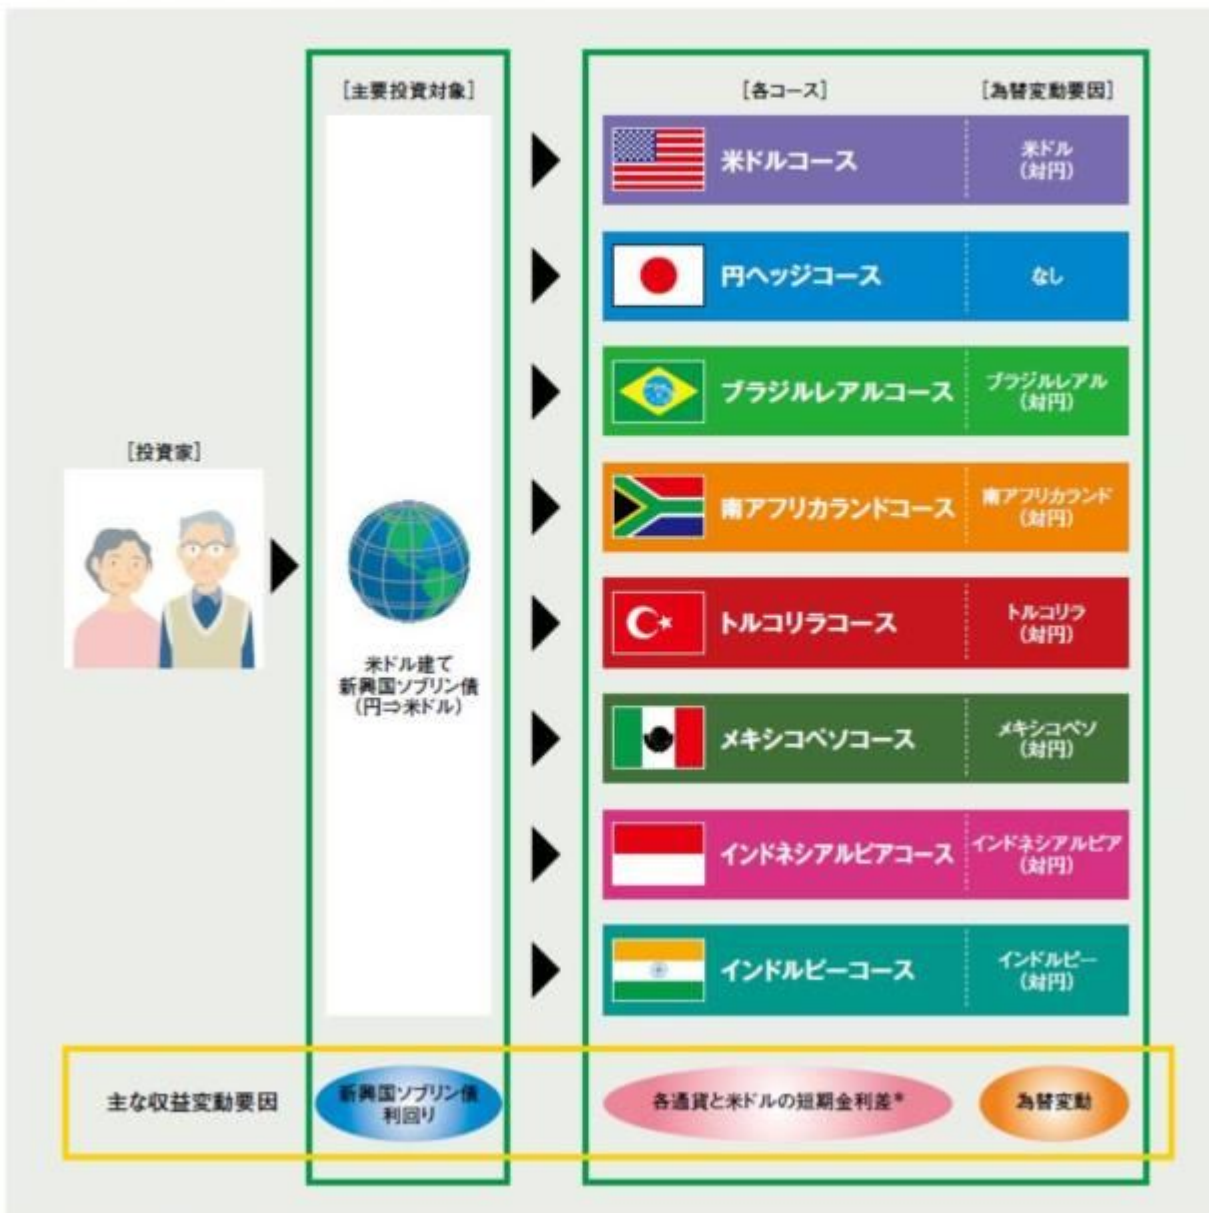 [主要投資対象]
[各コース]
[為替変動要因]
米ドルコース
米ドル
(対円)
円ヘッジコース
なし
ブラジルレアルコース
ブラジルレアル
(対円)
[投資家]
南アフリカランドコース
南アフリカランド
(対円)
トルコリラコース
トルコリラ
(対円)
米ドル建て
新興国ソブリン債
(円⇒米ドル)
メキシコペソコース
メキシコペソ
(対円)
インドネシアルピアコース
インドネシアルピア
(対円)
インドルピーコース
インドルピー
(対円)
主な収益変動要因
新興国ソブリン債
利回り
各通貨と米ドルの短期金利差*
為替変動